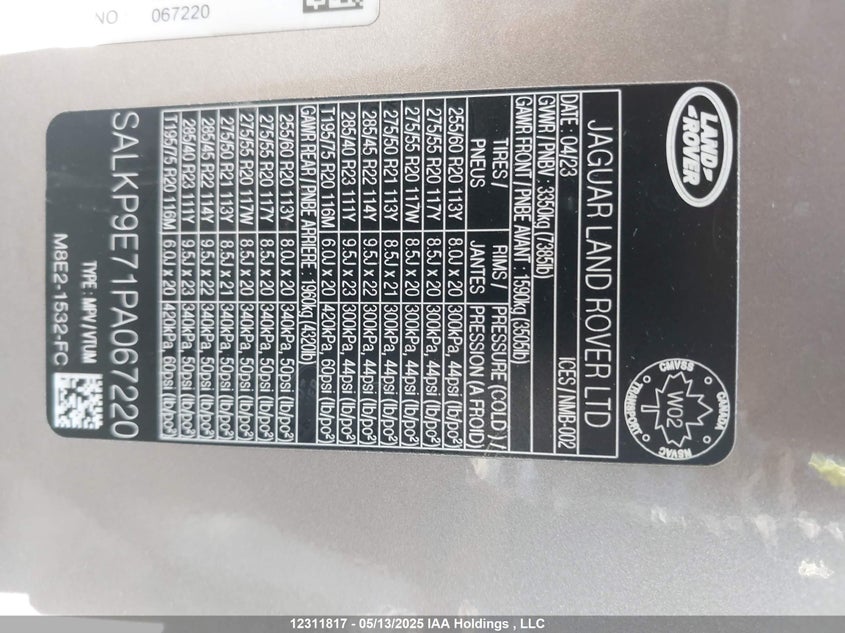 NO 067220
LAND
ROVER
CMVSS
CANADA
TRANSPORT
NSVAC
W02
JAGUAR LAND ROVER LTD
DATE: 04/23 ICES / NMB-002
GVWR / PNBV : 3350kg (7385lb)
GAWR FRONT / PNBE AVANT : 1590kg (3505lb)
TIRES / RIMS / PRESSURE (COLD) /
PNEUS JANTES PRESSION (A FROID)
255/60 R20 113Y 8.0J x 20 300kPa, 44psi (lb/po²)
275/55 R20 117Y 8.5J x 20 300kPa, 44psi (lb/po²)
275/55 R20 117W 8.5J x 20 300kPa, 44psi (lb/po²)
275/50 R21 113Y 8.5J x 21 300kPa, 44psi (lb/po²)
285/45 R22 114Y 9.5J x 22 300kPa, 44psi (lb/po²)
285/40 R23 111Y 9.5J x 23 300kPa, 44psi (lb/po²)
T195/75 R20 116M 6.0J x 20 420kPa, 60psi (lb/po²)
GAWR REAR / PNBE ARRIERE : 1960kg (4320lb)
255/60 R20 113Y 8.0J x 20 340kPa, 50psi (lb/po²)
275/55 R20 117Y 8.5J x 20 340kPa, 50psi (lb/po²)
275/55 R20 117W 8.5J x 20 340kPa, 50psi (lb/po²)
275/50 R21 113Y 8.5J x 21 340kPa, 50psi (lb/po²)
285/45 R22 114Y 9.5J x 22 340kPa, 50psi (lb/po²)
285/40 R23 111Y 9.5J x 23 340kPa, 50psi (lb/po²)
T195/75 R20 116M 6.0J x 20 420kPa, 60psi (lb/po²)
SALKP9E71PA067220
TYPE : MPV / VTUM
M8E2-1532-FC
12311817 - 05/13/2025 IAA Holdings , LLC